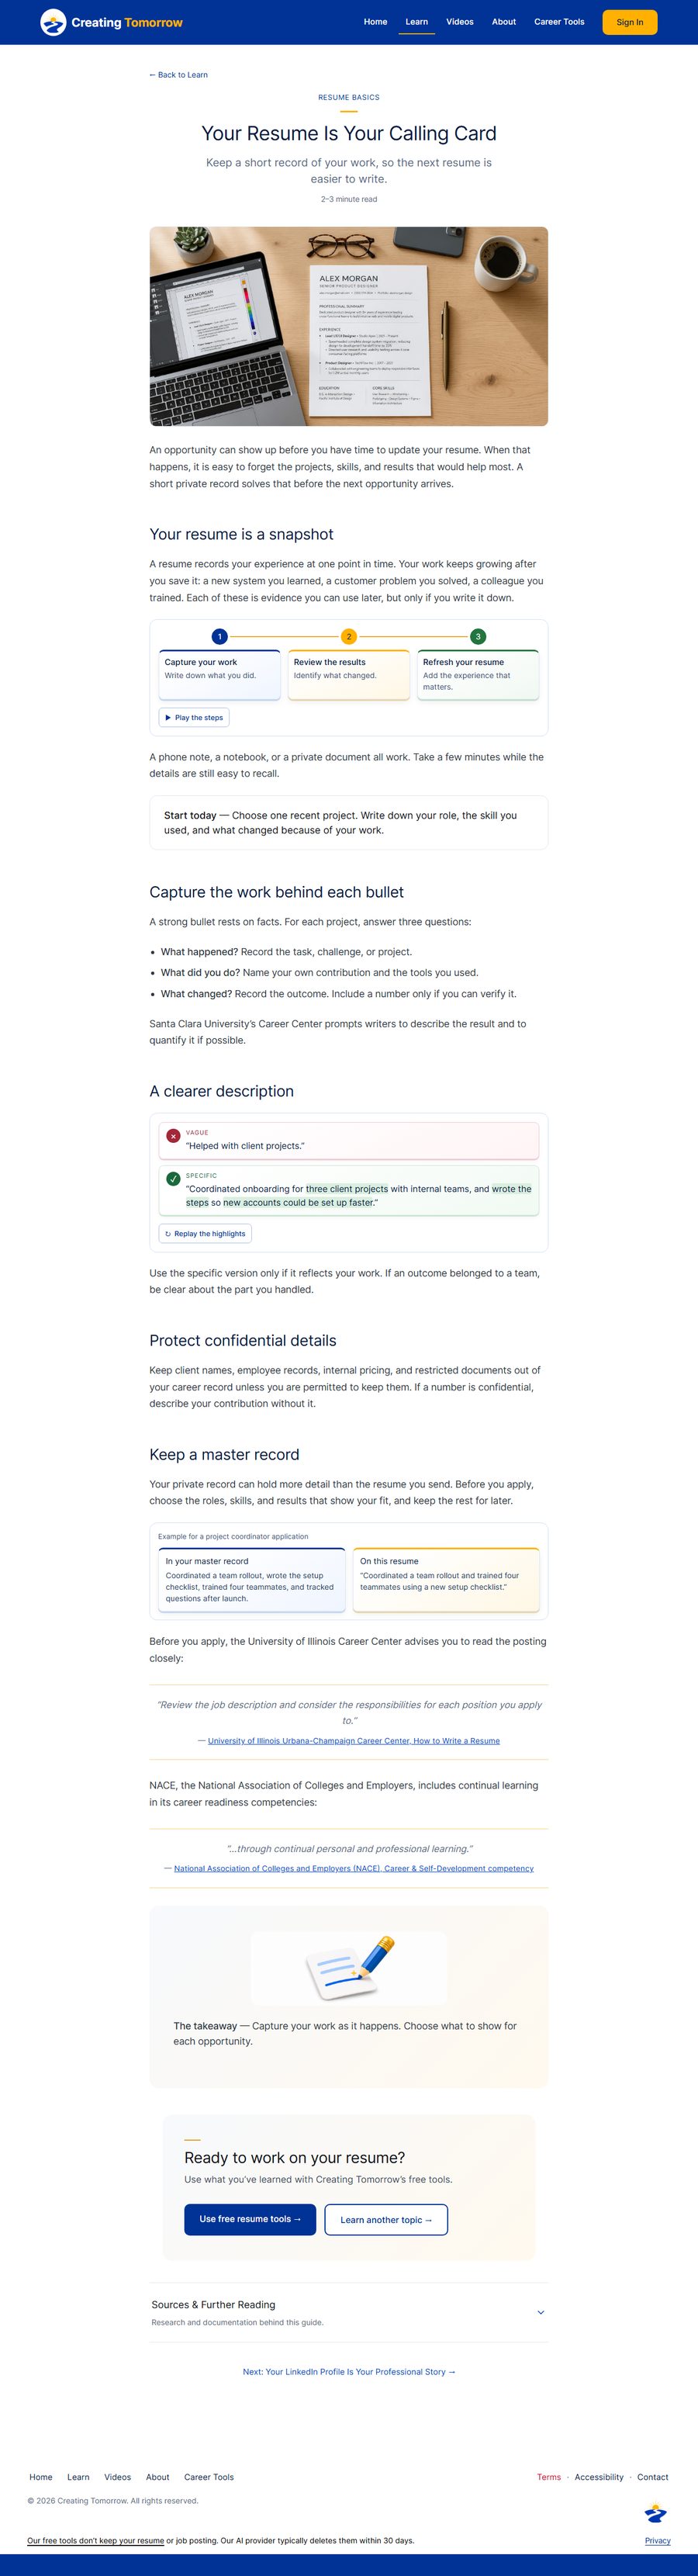 Creating Tomorrow
Home Learn Videos About Career Tools Sign In
← Back to Learn
RESUME BASICS
Your Resume Is Your Calling Card
Keep a short record of your work, so the next resume is
easier to write.
2–3 minute read
ALEX MORGAN
SENIOR PRODUCT DESIGNER
PROFESSIONAL SUMMARY
EXPERIENCE
EDUCATION
An opportunity can show up before you have time to update your resume. When that
happens, it is easy to forget the projects, skills, and results that would help most. A
short private record solves that before the next opportunity arrives.
Your resume is a snapshot
A resume records your experience at one point in time. Your work keeps growing after
you save it: a new system you learned, a customer problem you solved, a colleague you
trained. Each of these is evidence you can use later, but only if you write it down.
1 2 3
Capture your work
Write down what you did.
Review the results
Identify what changed.
Refresh your resume
Add the experience that
matters.
▶ Play the steps
A phone note, a notebook, or a private document all work. Take a few minutes while the
details are still easy to recall.
Start today — Choose one recent project. Write down your role, the skill you
used, and what changed because of your work.
Capture the work behind each bullet
A strong bullet rests on facts. For each project, answer three questions:
• What happened? Record the task, challenge, or project.
• What did you do? Name your own contribution and the tools you used.
• What changed? Record the outcome. Include a number only if you can verify it.
Santa Clara University’s Career Center prompts writers to describe the result and to
quantify it if possible.
A clearer description
VAGUE
“Helped with client projects.”
SPECIFIC
“Coordinated onboarding for three client projects with internal teams, and wrote the
steps so new accounts could be set up faster.”
↻ Replay the highlights
Use the specific version only if it reflects your work. If an outcome belonged to a team,
be clear about the part you handled.
Protect confidential details
Keep client names, employee records, internal pricing, and restricted documents out of
your career record unless you are permitted to keep them. If a number is confidential,
describe your contribution without it.
Keep a master record
Your private record can hold more detail than the resume you send. Before you apply,
choose the roles, skills, and results that show your fit, and keep the rest for later.
Example for a project coordinator application
In your master record
Coordinated a team rollout, wrote the setup
checklist, trained four teammates, and tracked
questions after launch.
On this resume
“Coordinated a team rollout and trained four
teammates using a new setup checklist.”
Before you apply, the University of Illinois Career Center advises you to read the posting
closely:
“Review the job description and consider the responsibilities for each position you apply
to.”
— University of Illinois Urbana-Champaign Career Center, How to Write a Resume
NACE, the National Association of Colleges and Employers, includes continual learning
in its career readiness competencies:
“...through continual personal and professional learning.”
— National Association of Colleges and Employers (NACE), Career & Self-Development competency
The takeaway — Capture your work as it happens. Choose what to show for
each opportunity.
Ready to work on your resume?
Use what you’ve learned with Creating Tomorrow’s free tools.
Use free resume tools →
Learn another topic →
Sources & Further Reading
Research and documentation behind this guide.
Next: Your LinkedIn Profile Is Your Professional Story →
Home Learn Videos About Career Tools
Terms · Accessibility · Contact
© 2026 Creating Tomorrow. All rights reserved.
Our free tools don’t keep your resume or job posting. Our AI provider typically deletes them within 30 days.
Privacy